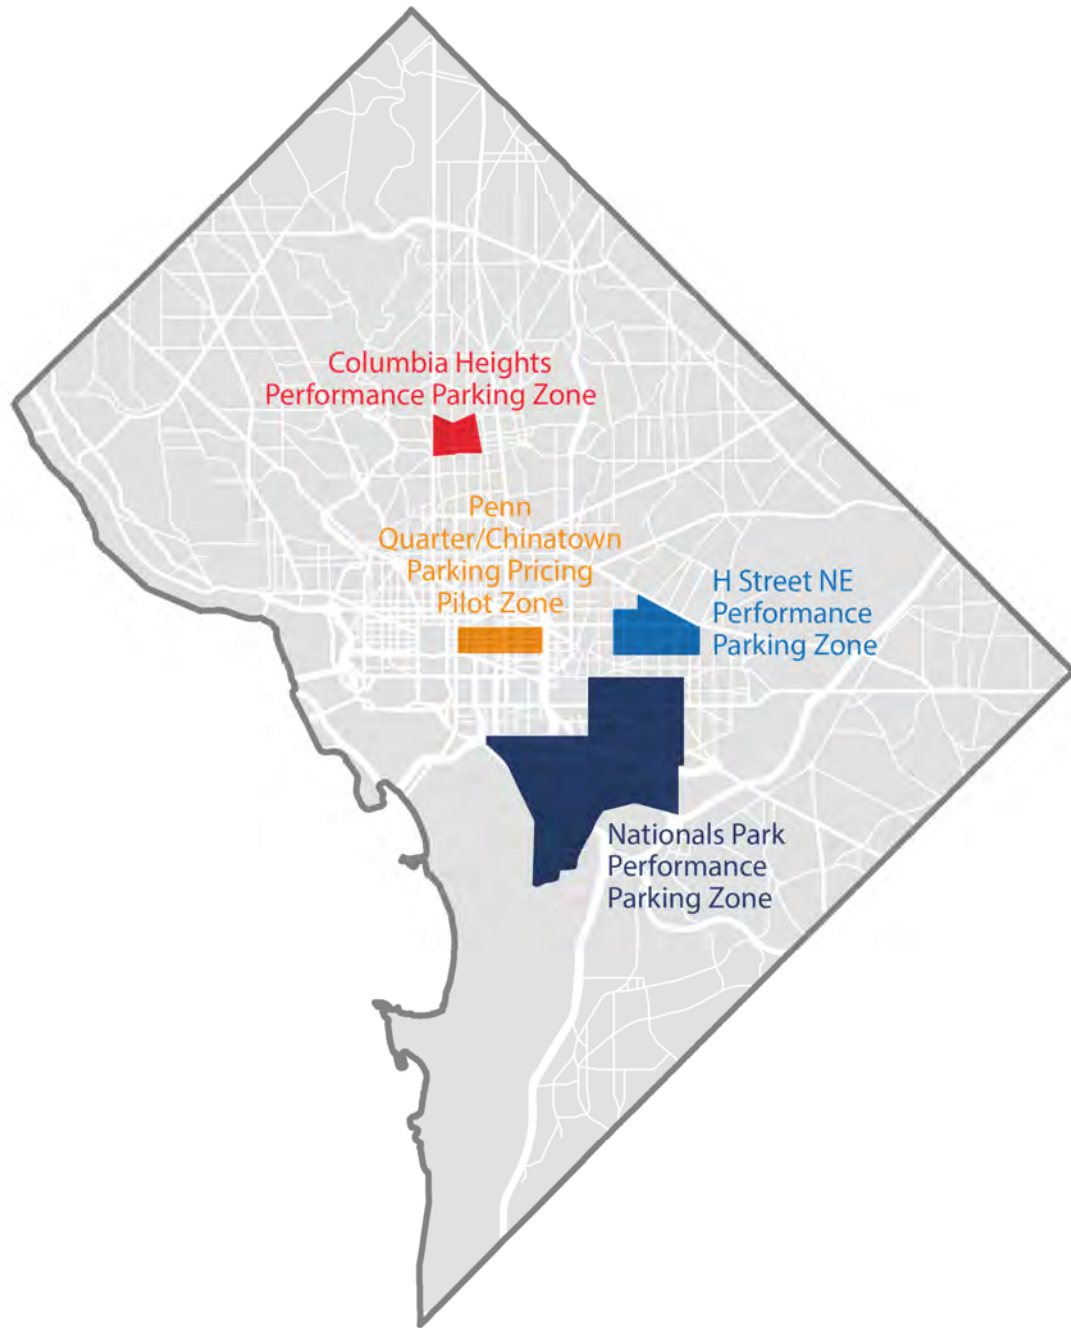 Columbia Heights
Performance Parking Zone
Penn
Quarter/Chinatown
Parking Pricing
Pilot Zone
H Street NE
Performance
Parking Zone
Nationals Park
Performance
Parking Zone